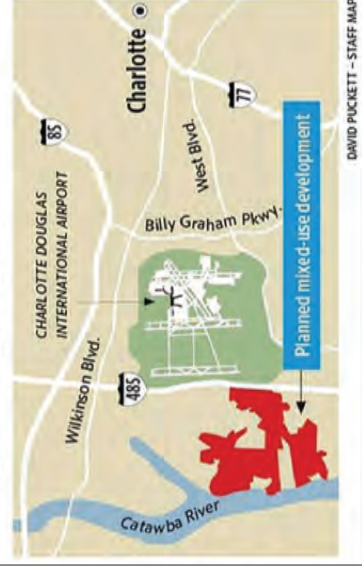 Charlotte
85
77
CHARLOTTE DOUGLAS
INTERNATIONAL AIRPORT
West Blvd.
Billy Graham Pkwy.
Wilkinson Blvd.
485
Planned mixed-use development
Catawba River
DAVID PUCKETT – STAFF MAP